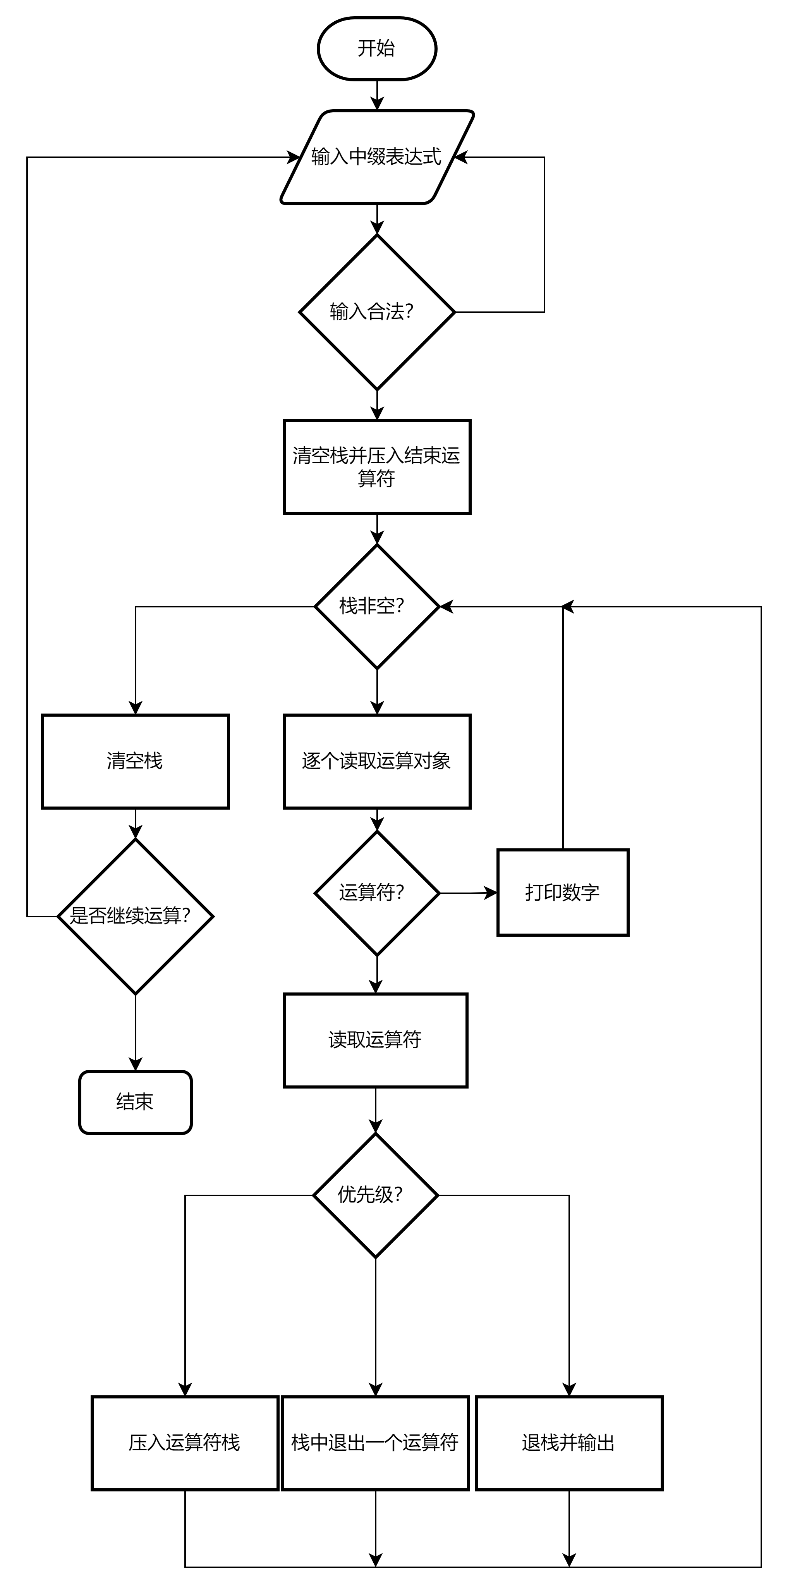 开始
输入中缀表达式
输入合法？
清空栈并压入结束运
算符
栈非空？
清空栈
逐个读取运算对象
运算符？
打印数字
是否继续运算？
读取运算符
结束
优先级？
压入运算符栈
栈中退出一个运算符
退栈并输出